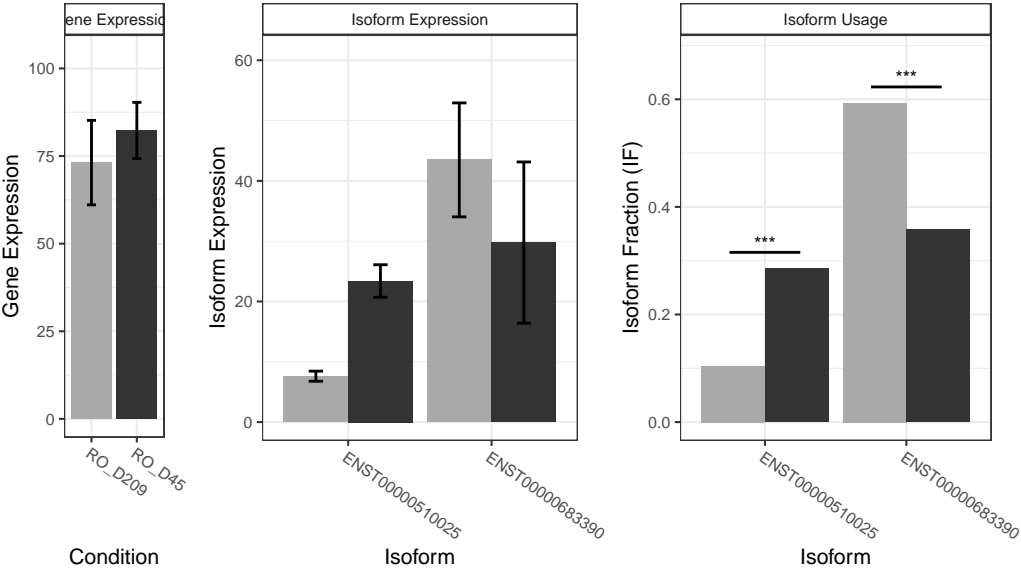 ene Expressio
Gene Expression
100
75
50
25
0
RO_D209
RO_D45
Condition
Isoform Expression
Isoform Expression
60
40
20
0
ENST00000510025
ENST00000683390
Isoform
Isoform Usage
Isoform Fraction (IF)
0.6
0.4
0.2
0.0
***
***
ENST00000510025
ENST00000683390
Isoform